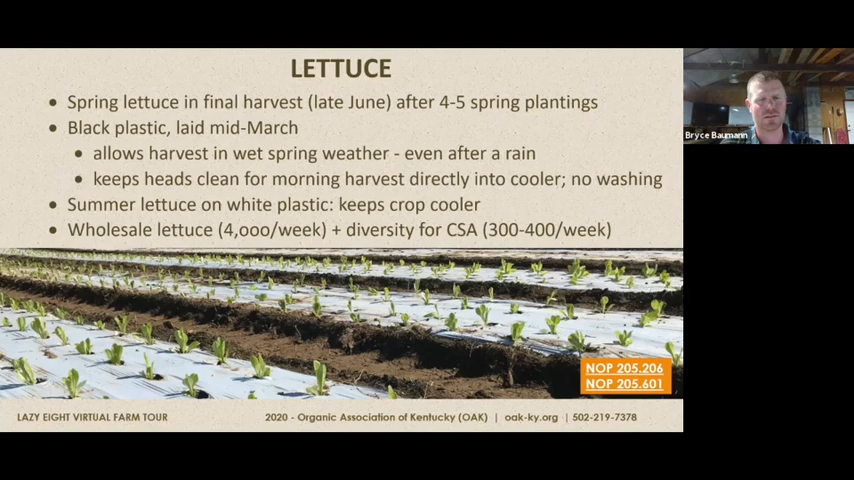 LETTUCE
• Spring lettuce in final harvest (late June) after 4-5 spring plantings
• Black plastic, laid mid-March
• allows harvest in wet spring weather - even after a rain
• keeps heads clean for morning harvest directly into cooler; no washing
• Summer lettuce on white plastic: keeps crop cooler
• Wholesale lettuce (4,ooo/week) + diversity for CSA (300-400/week)
Bryce Baumann
NOP 205.206
NOP 205.601
LAZY EIGHT VIRTUAL FARM TOUR
2020 - Organic Association of Kentucky (OAK) | oak-ky.org | 502-219-7378